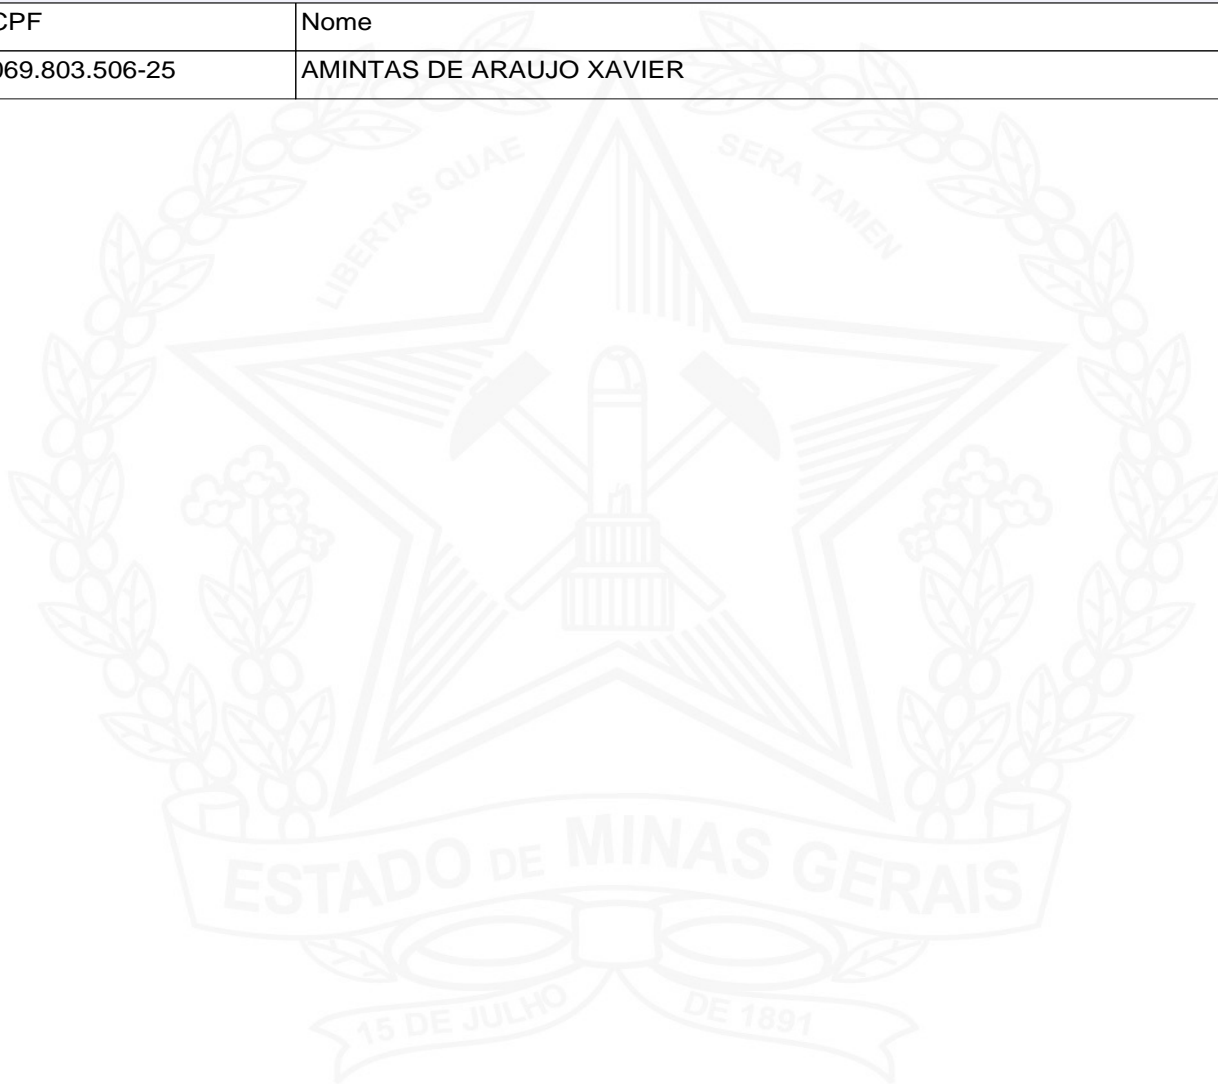 CPF Nome
069.803.506-25 AMINTAS DE ARAUJO XAVIER
LIBERTAS QUAE SERA TAMEN
ESTADO DE MINAS GERAIS
15 DE JULHO DE 1891